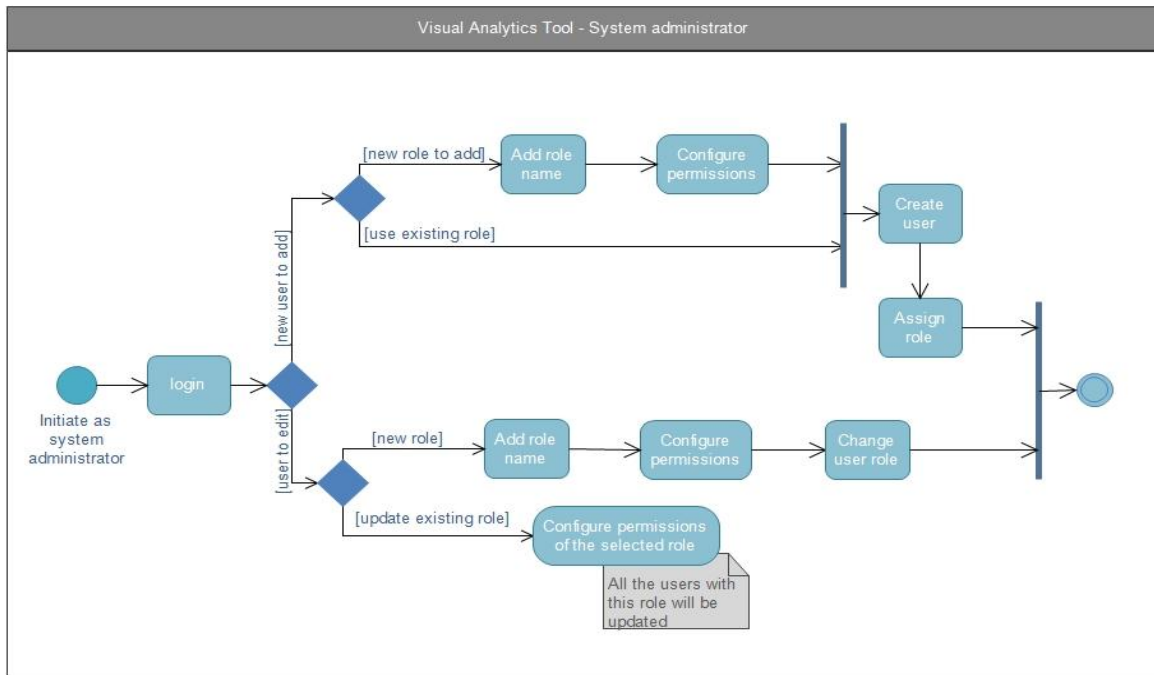 Visual Analytics Tool - System administrator
[new role to add]
Add role
name
Configure
permissions
[use existing role]
Create
user
[new user to add]
Assign
role
login
Initiate as
system
administrator
[user to edit]
[new role]
Add role
name
Configure
permissions
Change
user role
[update existing role]
Configure permissions
of the selected role
All the users with
this role will be
updated